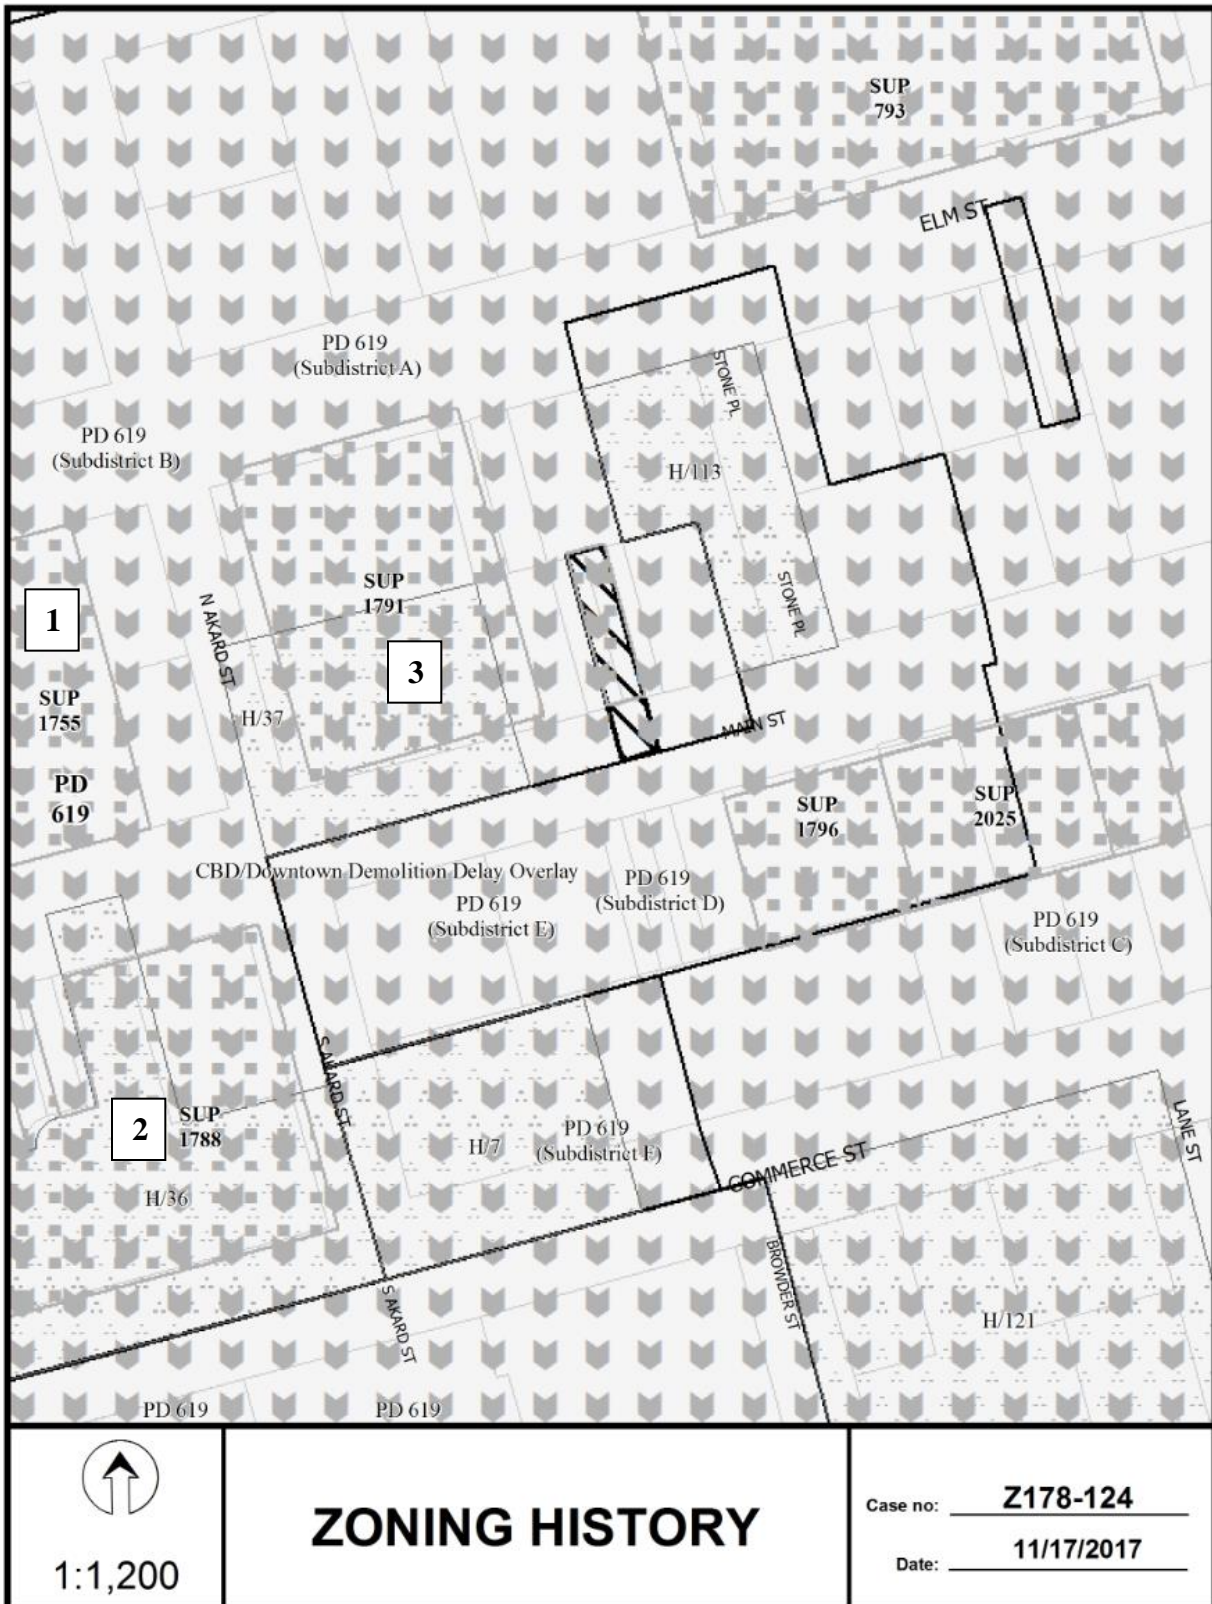 SUP
793
ELM ST
PD 619
(Subdistrict A)
STONE PL
PD 619
(Subdistrict B)
H/113
SUP
1791
STONE PL
1
N AKARD ST
3
SUP
1755
H/37
MAIN ST
PD
619
SUP
1796
SUP
2025
CBD/Downtown Demolition Delay Overlay
PD 619
(Subdistrict E)
PD 619
(Subdistrict D)
PD 619
(Subdistrict C)
S AKARD ST
2
SUP
1788
H/7
PD 619
(Subdistrict E)
COMMERCE ST
LANE ST
H/36
BROWDER ST
S AKARD ST
H/121
PD 619
PD 619
1:1,200
ZONING HISTORY
Case no: Z178-124
Date: 11/17/2017